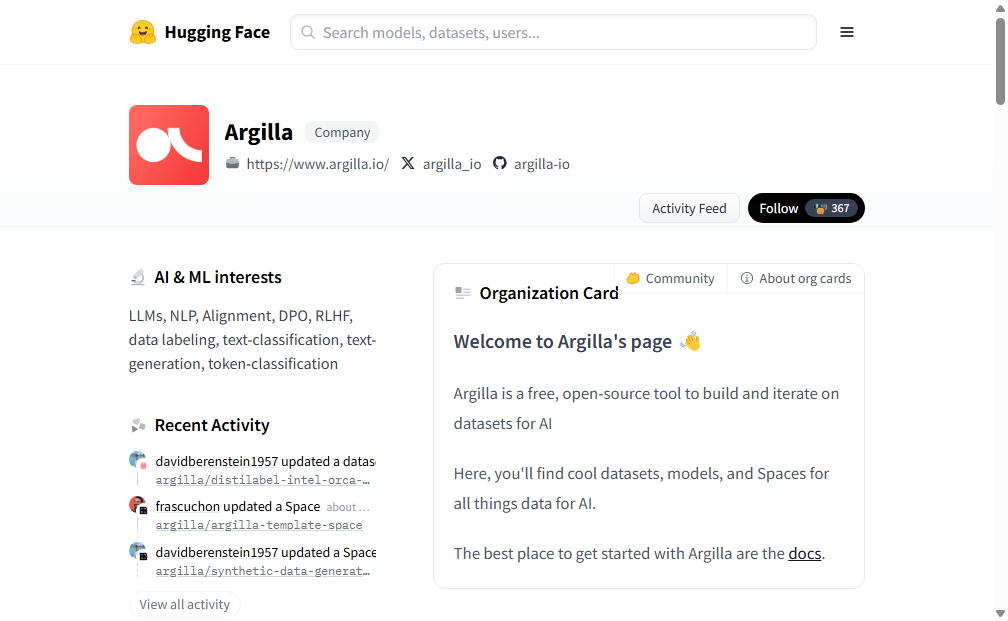 Hugging Face
Search models, datasets, users...
Argilla
Company
https://www.argilla.io/
argilla_io
argilla-io
Activity Feed
Follow
367
AI & ML interests
LLMs, NLP, Alignment, DPO, RLHF,
data labeling, text-classification, text-
generation, token-classification
Recent Activity
davidberenstein1957 updated a datas
argilla/distilabel-intel-orca-…
frascuchon updated a Space about …
argilla/argilla-template-space
davidberenstein1957 updated a Space
argilla/synthetic-data-generat…
View all activity
Community
About org cards
Organization Card
Welcome to Argilla's page
Argilla is a free, open-source tool to build and iterate on
datasets for AI
Here, you'll find cool datasets, models, and Spaces for
all things data for AI.
The best place to get started with Argilla are the docs.